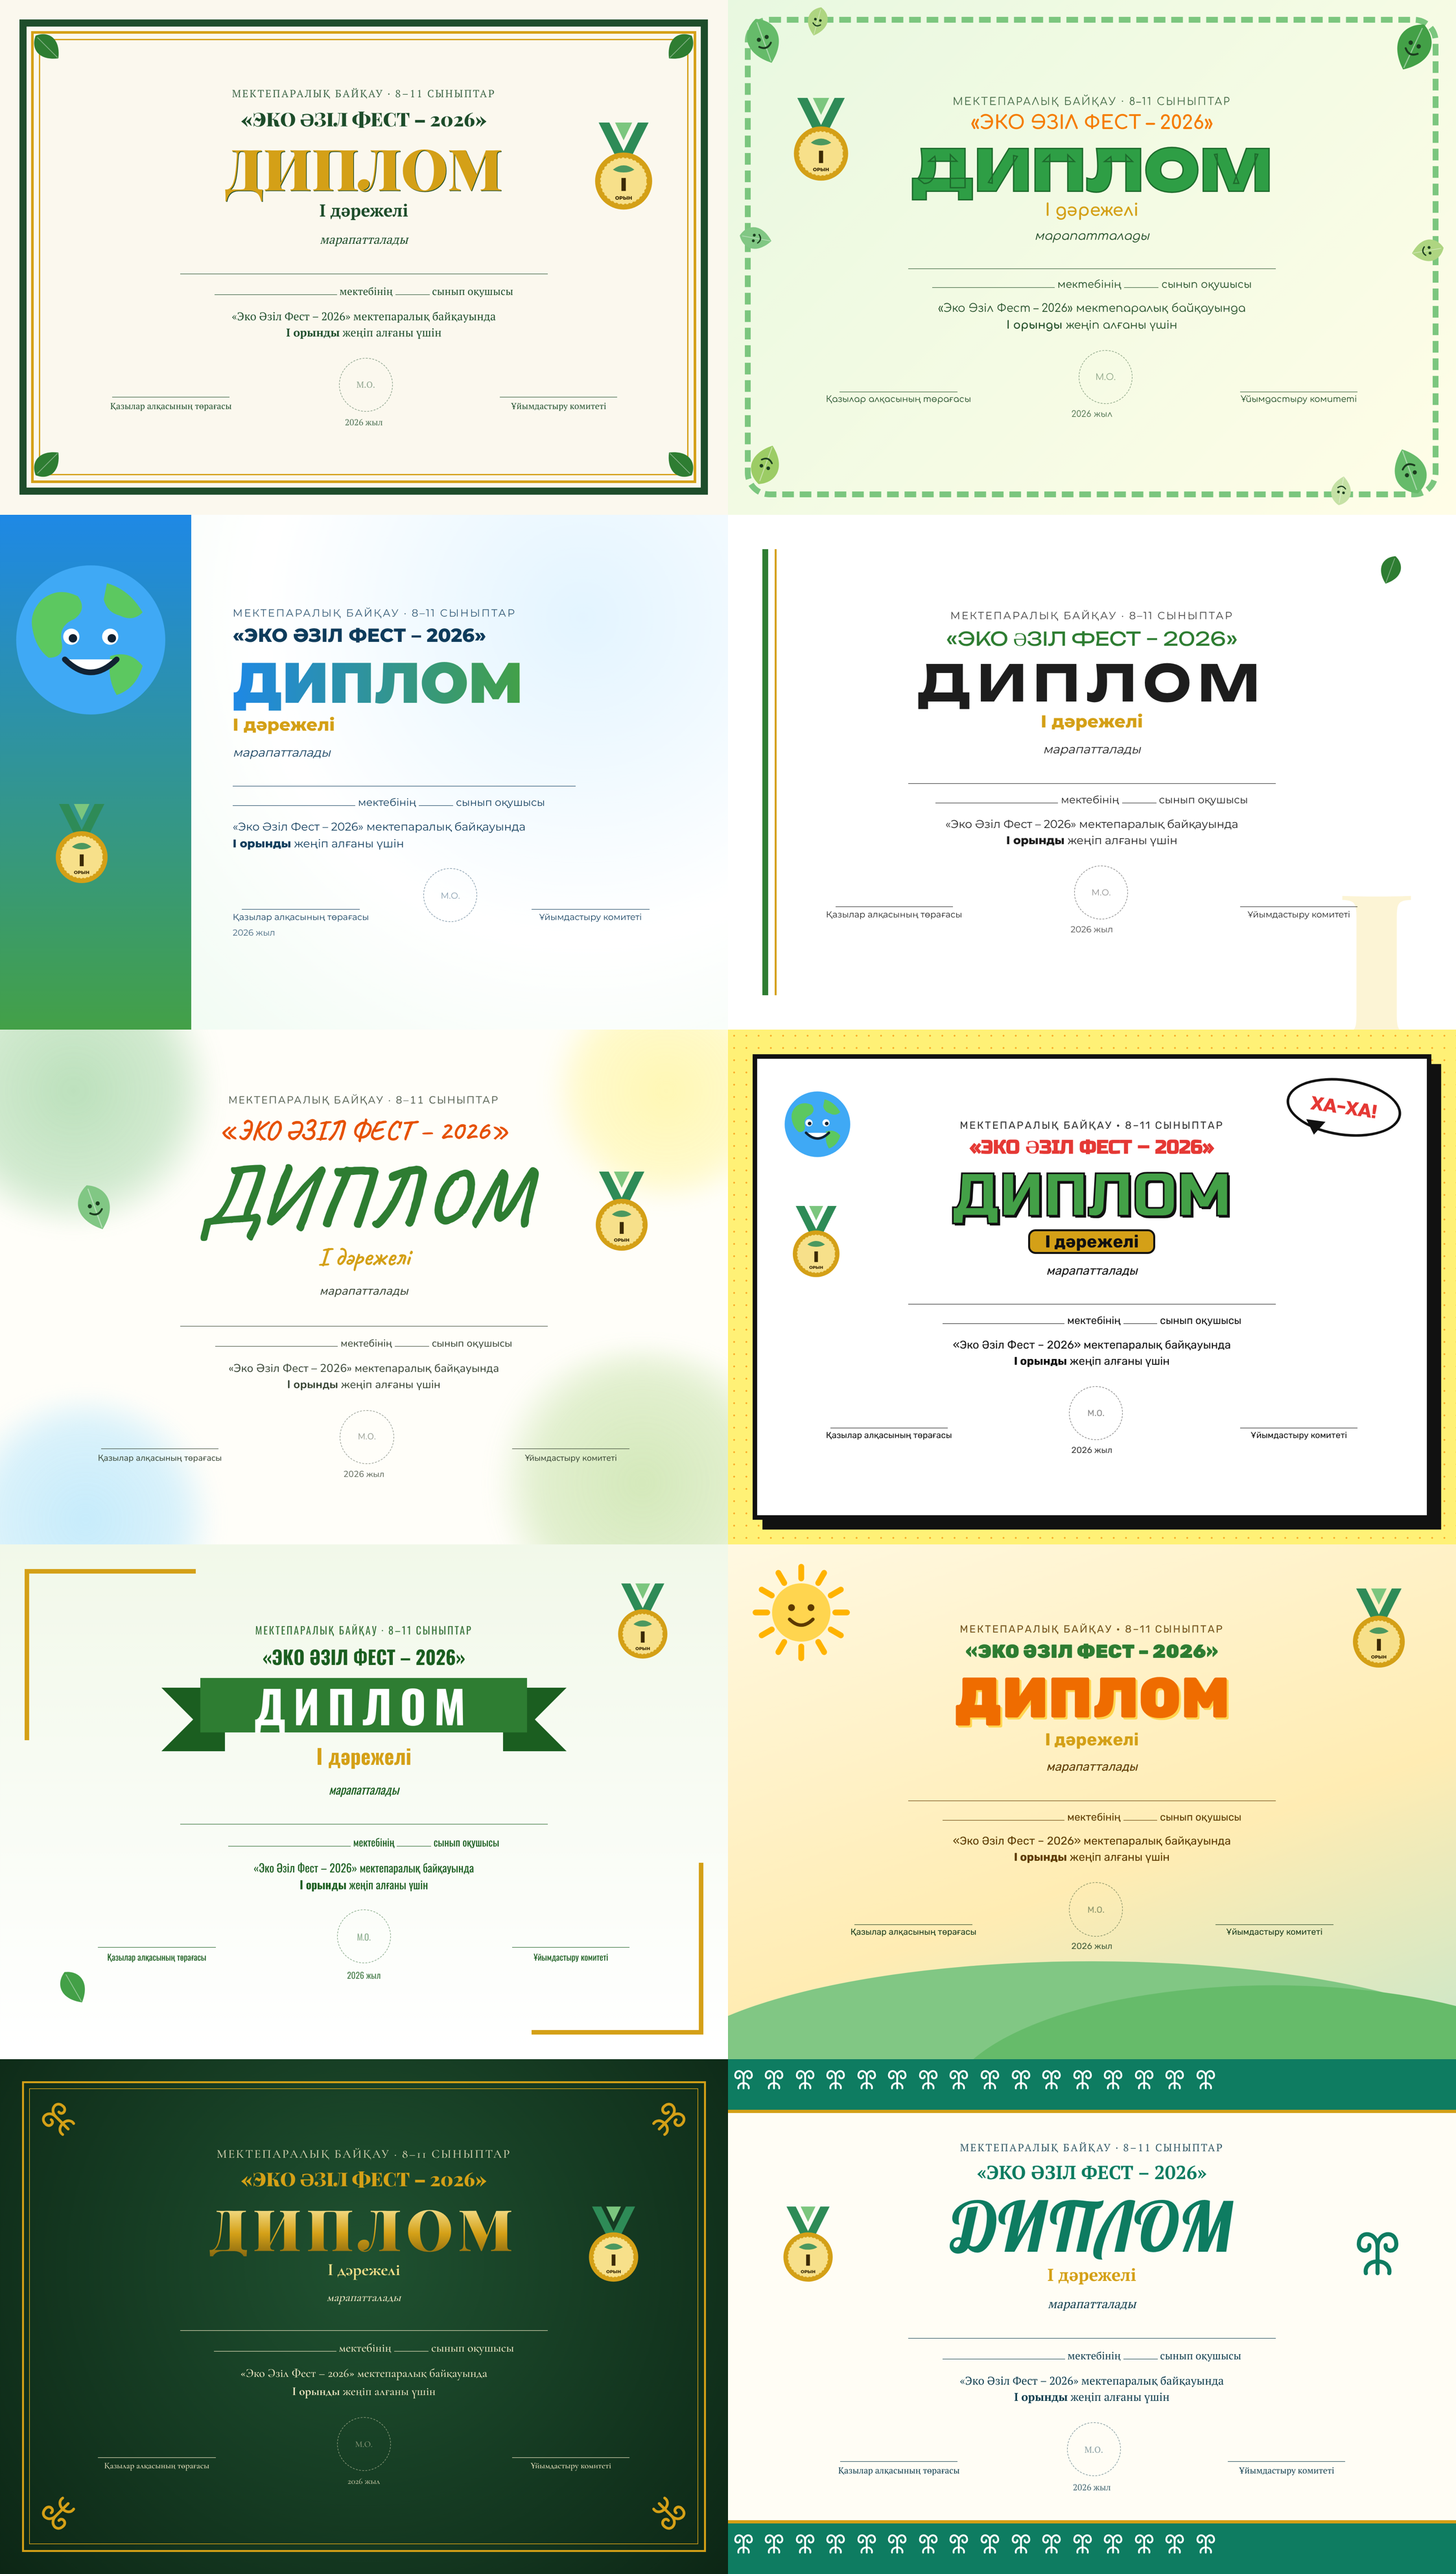 МЕКТЕПАРАЛЫҚ БАЙҚАУ · 8–11 СЫНЫПТАР
«ЭКО ӘЗІЛ ФЕСТ – 2026»
ДИПЛОМ
I дәрежелі
марапатталады
мектебінің сынып оқушысы
«Эко Әзіл Фест – 2026» мектепаралық байқауында
I орынды жеңіп алғаны үшін
М.О.
Қазылар алқасының төрағасы
Ұйымдастыру комитеті
2026 жыл
I
ОРЫН
МЕКТЕПАРАЛЫҚ БАЙҚАУ · 8–11 СЫНЫПТАР
«ЭКО ӘЗІЛ ФЕСТ – 2026»
ДИПЛОМ
I дәрежелі
марапатталады
мектебінің сынып оқушысы
«Эко Әзіл Фест – 2026» мектепаралық байқауында
I орынды жеңіп алғаны үшін
М.О.
Қазылар алқасының төрағасы
Ұйымдастыру комитеті
2026 жыл
I
ОРЫН
МЕКТЕПАРАЛЫҚ БАЙҚАУ · 8–11 СЫНЫПТАР
«ЭКО ӘЗІЛ ФЕСТ – 2026»
ДИПЛОМ
I дәрежелі
марапатталады
мектебінің сынып оқушысы
«Эко Әзіл Фест – 2026» мектепаралық байқауында
I орынды жеңіп алғаны үшін
М.О.
Қазылар алқасының төрағасы
Ұйымдастыру комитеті
2026 жыл
I
ОРЫН
МЕКТЕПАРАЛЫҚ БАЙҚАУ · 8–11 СЫНЫПТАР
«ЭКО ӘЗІЛ ФЕСТ – 2026»
ДИПЛОМ
I дәрежелі
марапатталады
мектебінің сынып оқушысы
«Эко Әзіл Фест – 2026» мектепаралық байқауында
I орынды жеңіп алғаны үшін
М.О.
Қазылар алқасының төрағасы
Ұйымдастыру комитеті
2026 жыл
I
МЕКТЕПАРАЛЫҚ БАЙҚАУ · 8–11 СЫНЫПТАР
«ЭКО ӘЗІЛ ФЕСТ – 2026»
ДИПЛОМ
I дәрежелі
марапатталады
мектебінің сынып оқушысы
«Эко Әзіл Фест – 2026» мектепаралық байқауында
I орынды жеңіп алғаны үшін
М.О.
Қазылар алқасының төрағасы
Ұйымдастыру комитеті
2026 жыл
I
ОРЫН
ХА-ХА!
МЕКТЕПАРАЛЫҚ БАЙҚАУ • 8–11 СЫНЫПТАР
«ЭКО ӘЗІЛ ФЕСТ – 2026»
ДИПЛОМ
I дәрежелі
марапатталады
мектебінің сынып оқушысы
«Эко Әзіл Фест – 2026» мектепаралық байқауында
I орынды жеңіп алғаны үшін
М.О.
Қазылар алқасының төрағасы
Ұйымдастыру комитеті
2026 жыл
I
ОРЫН
МЕКТЕПАРАЛЫҚ БАЙҚАУ · 8–11 СЫНЫПТАР
«ЭКО ӘЗІЛ ФЕСТ – 2026»
ДИПЛОМ
I дәрежелі
марапатталады
мектебінің сынып оқушысы
«Эко Әзіл Фест – 2026» мектепаралық байқауында
I орынды жеңіп алғаны үшін
М.О.
Қазылар алқасының төрағасы
Ұйымдастыру комитеті
2026 жыл
I
ОРЫН
МЕКТЕПАРАЛЫҚ БАЙҚАУ • 8–11 СЫНЫПТАР
«ЭКО ӘЗІЛ ФЕСТ – 2026»
ДИПЛОМ
I дәрежелі
марапатталады
мектебінің сынып оқушысы
«Эко Әзіл Фест – 2026» мектепаралық байқауында
I орынды жеңіп алғаны үшін
М.О.
Қазылар алқасының төрағасы
Ұйымдастыру комитеті
2026 жыл
I
ОРЫН
МЕКТЕПАРАЛЫҚ БАЙҚАУ · 8–11 СЫНЫПТАР
«ЭКО ӘЗІЛ ФЕСТ – 2026»
ДИПЛОМ
I дәрежелі
марапатталады
мектебінің сынып оқушысы
«Эко Әзіл Фест – 2026» мектепаралық байқауында
I орынды жеңіп алғаны үшін
М.О.
Қазылар алқасының төрағасы
Ұйымдастыру комитеті
2026 жыл
I
ОРЫН
МЕКТЕПАРАЛЫҚ БАЙҚАУ · 8–11 СЫНЫПТАР
«ЭКО ӘЗІЛ ФЕСТ – 2026»
ДИПЛОМ
I дәрежелі
марапатталады
мектебінің сынып оқушысы
«Эко Әзіл Фест – 2026» мектепаралық байқауында
I орынды жеңіп алғаны үшін
М.О.
Қазылар алқасының төрағасы
Ұйымдастыру комитеті
2026 жыл
I
ОРЫН